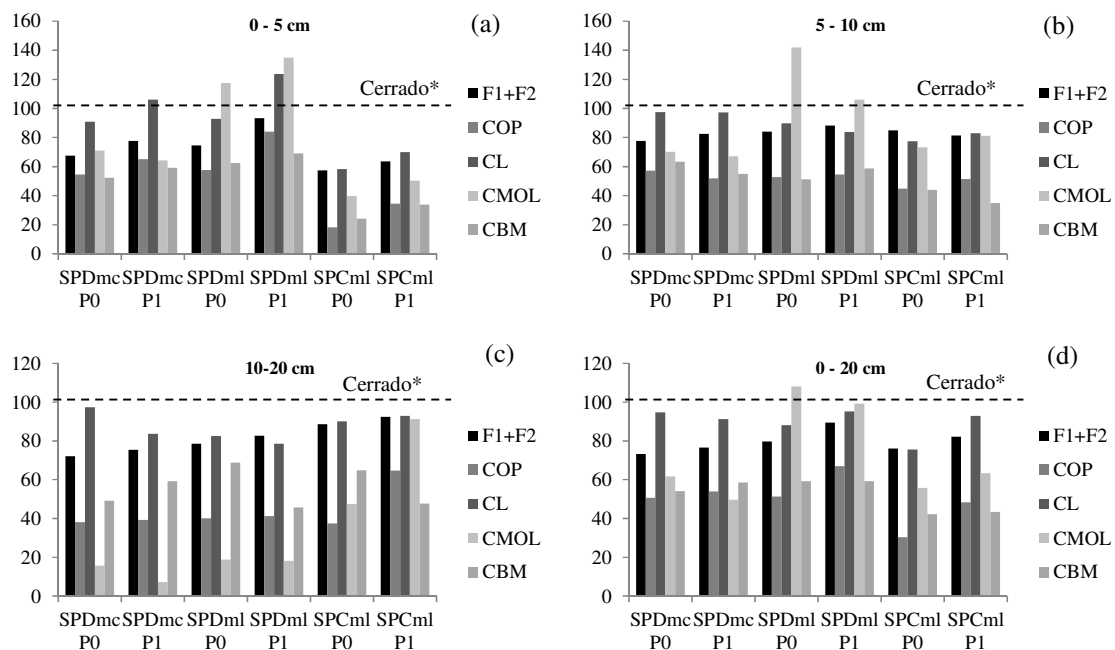 0 - 5 cm
(a)
160
140
120
100
80
60
40
20
0
Cerrado*
F1+F2
COP
CL
CMOL
CBM
SPDmc SPDmc SPDml SPDml SPCml SPCml
P0 P1 P0 P1 P0 P1
5 - 10 cm
(b)
160
140
120
100
80
60
40
20
0
Cerrado*
F1+F2
COP
CL
CMOL
CBM
SPDmc SPDmc SPDml SPDml SPCml SPCml
P0 P1 P0 P1 P0 P1
10-20 cm
(c)
120
100
80
60
40
20
0
Cerrado*
F1+F2
COP
CL
CMOL
CBM
SPDmc SPDmc SPDml SPDml SPCml SPCml
P0 P1 P0 P1 P0 P1
0 - 20 cm
(d)
120
100
80
60
40
20
0
Cerrado*
F1+F2
COP
CL
CMOL
CBM
SPDmc SPDmc SPDml SPDml SPCml SPCml
P0 P1 P0 P1 P0 P1